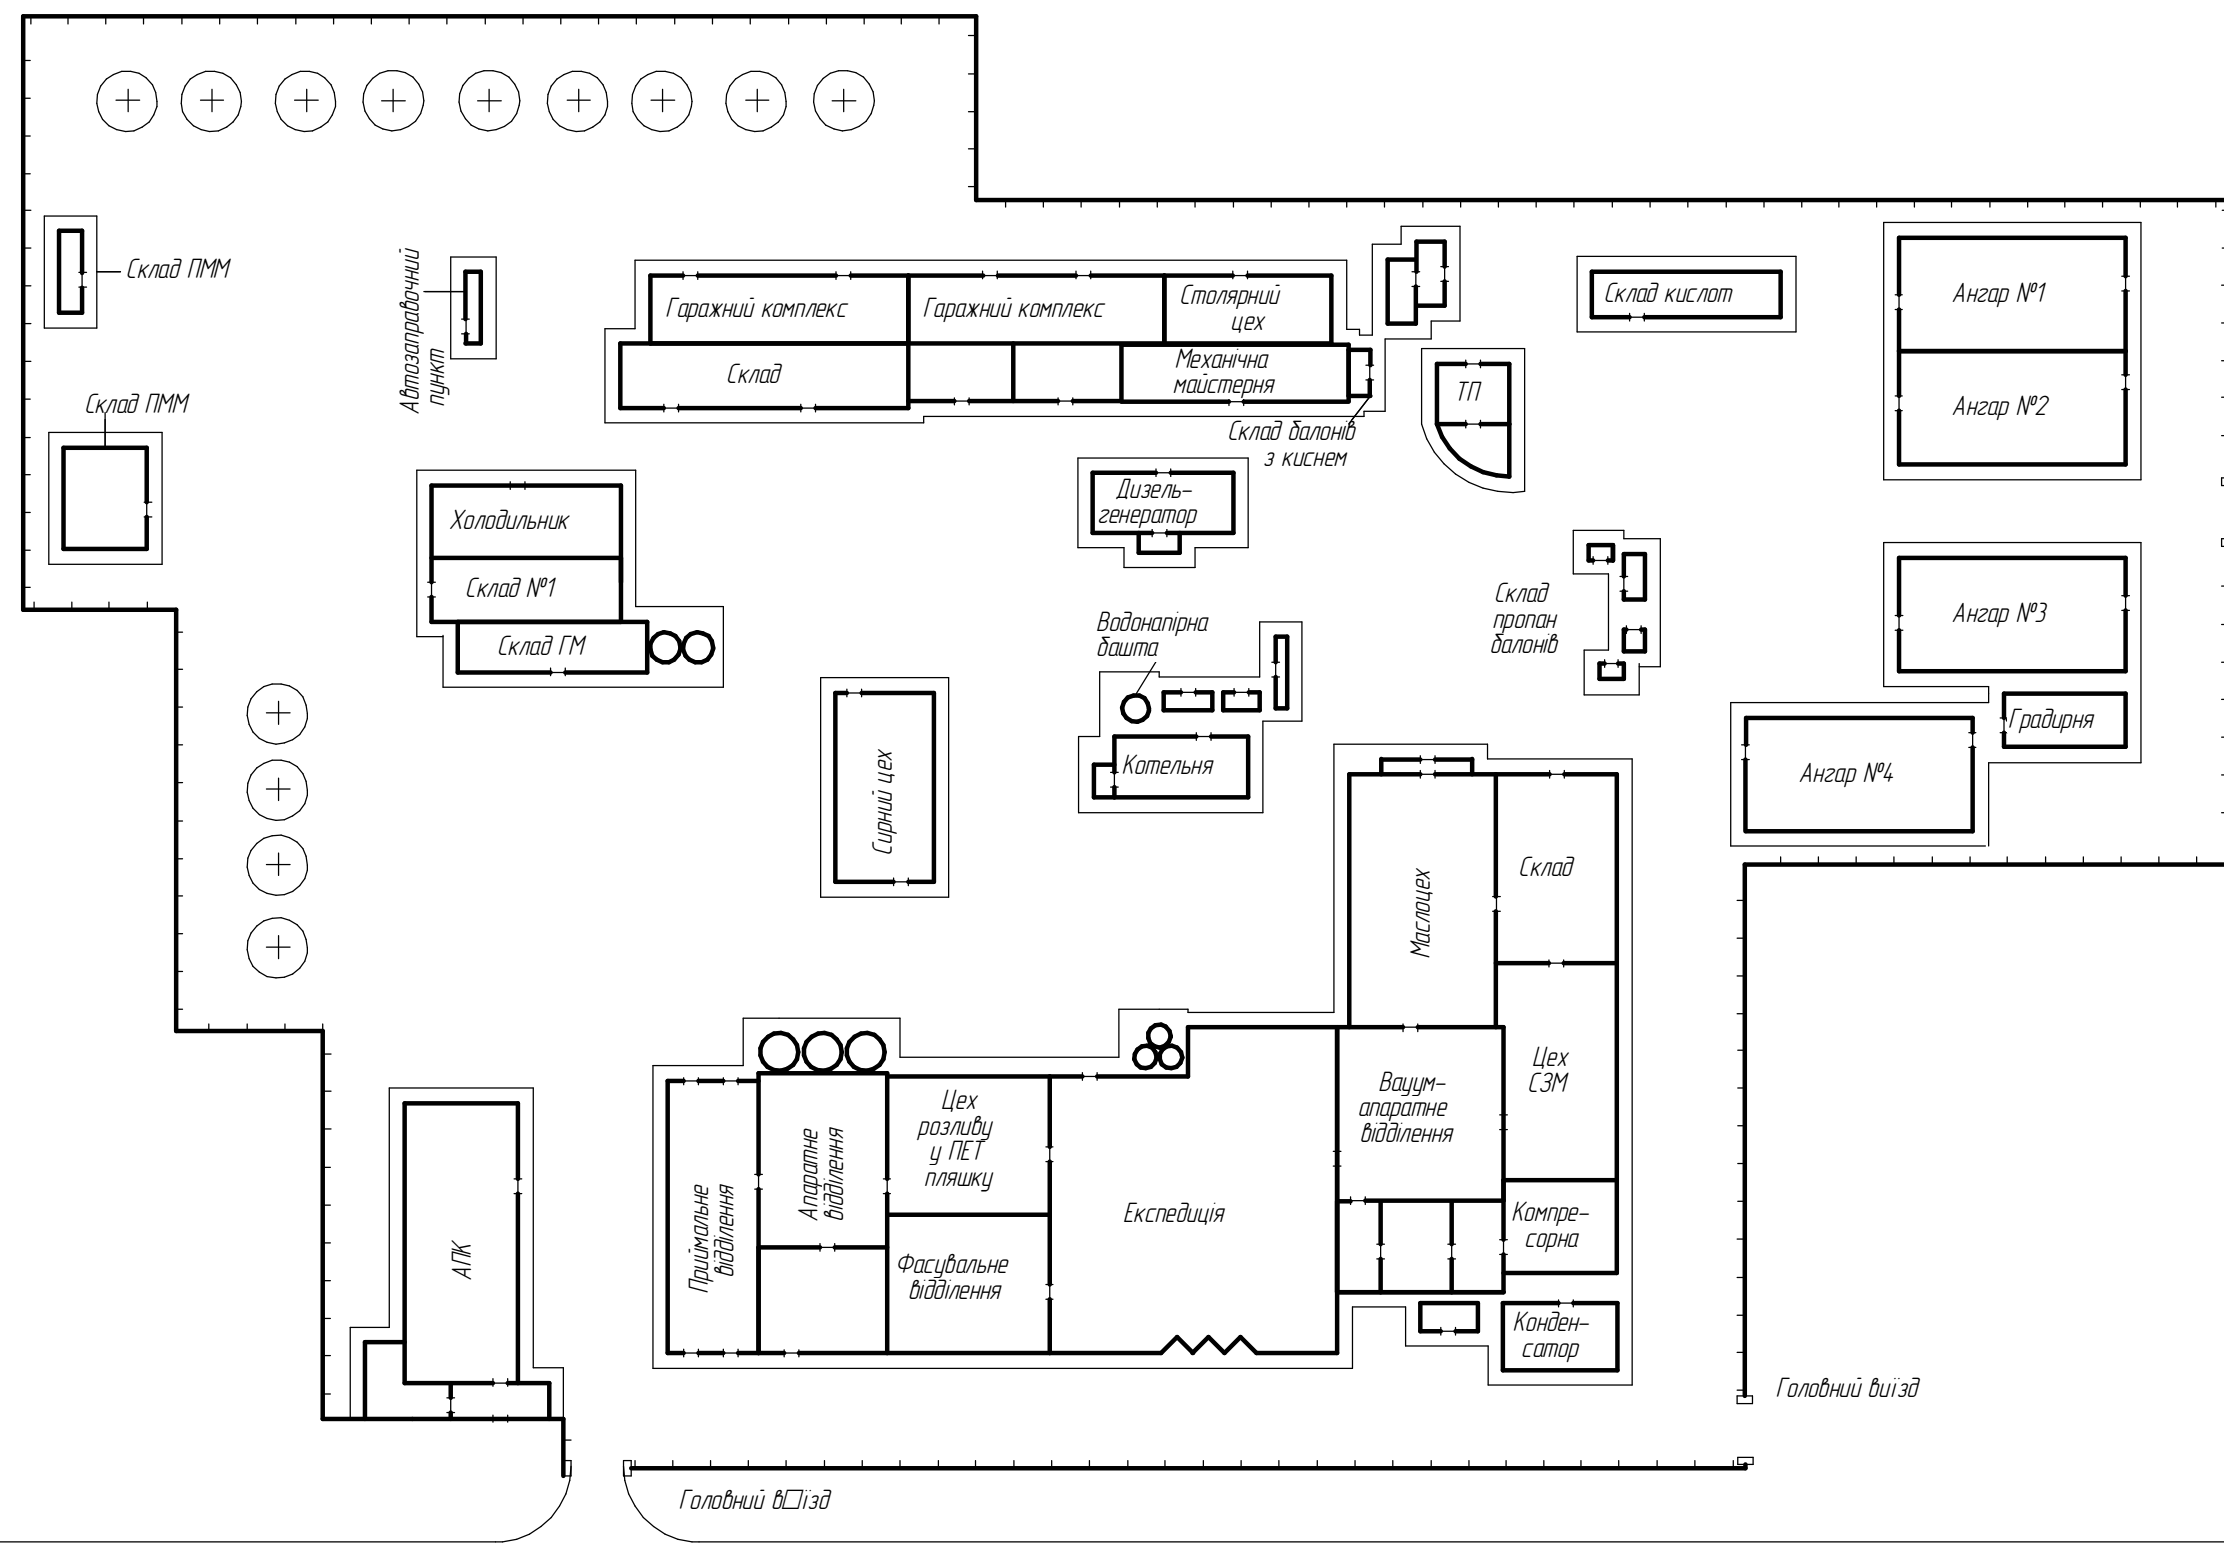 Склад ПММ
Автозаправочний
пункт
Склад ПММ
Гаражний комплекс
Гаражний комплекс
Столярний
цех
Склад
Механічна
майстерня
Склад балонів
з киснем
ТП
Склад кислот
Ангар №1
Ангар №2
Холодильник
Склад №1
Склад ГМ
Дизель-
генератор
Водонапірна
башта
Котельня
Склад
пропан
балонів
Ангар №3
Градирня
Ангар №4
Сирний цех
Маслоцех
Склад
Цех
СЗМ
Вауум-
апаратне
відділення
Компре-
сорна
Конден-
сатор
Експедиція
Цех
розливу
у ПЕТ
пляшку
Фасувальне
відділення
Апаратне
відділення
Приймальне
відділення
АПК
Головний виїзд
Головний в□їзд